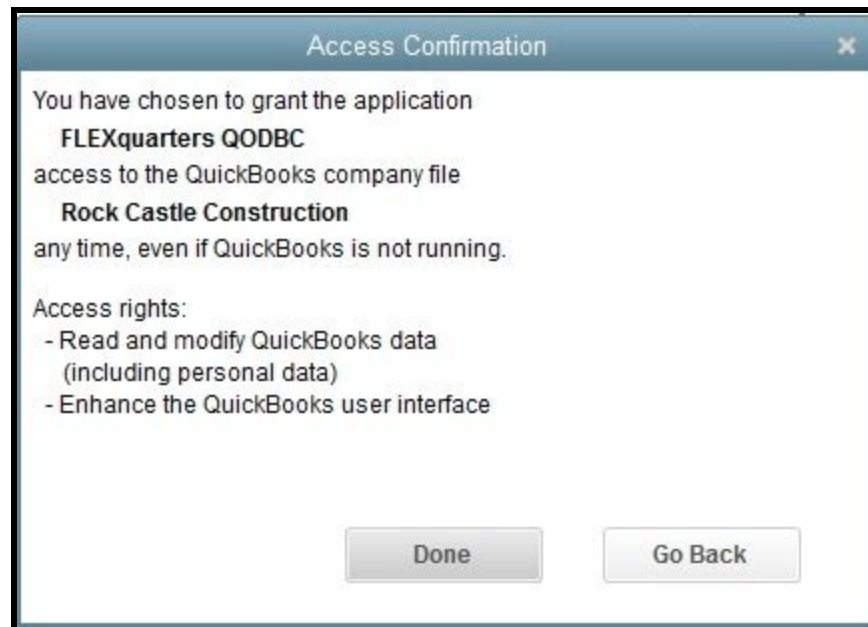 Access Confirmation
You have chosen to grant the application
FLEXquarters QODBC
access to the QuickBooks company file
Rock Castle Construction
any time, even if QuickBooks is not running.
Access rights:
- Read and modify QuickBooks data
(including personal data)
- Enhance the QuickBooks user interface
Done
Go Back